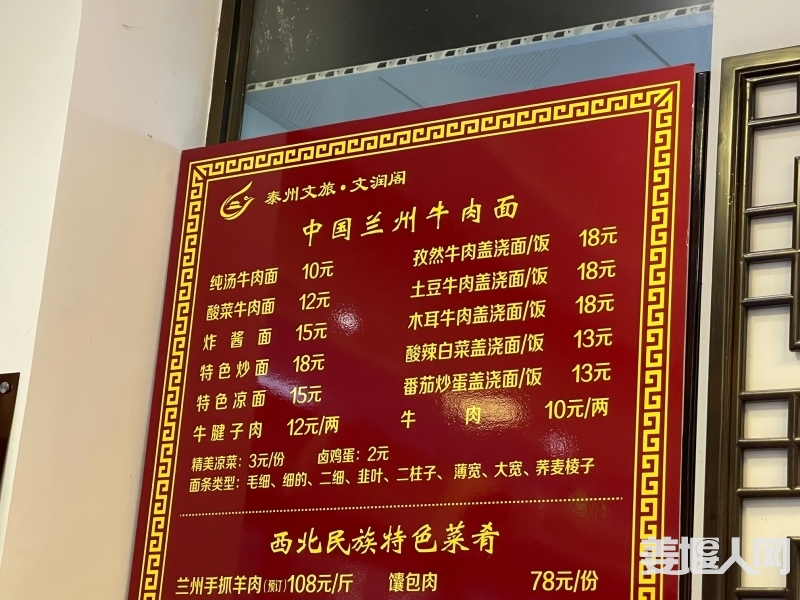 泰州文旅·文润阁
中国兰州牛肉面
纯汤牛肉面 10元
酸菜牛肉面 12元
炸酱面 15元
特色炒面 18元
特色凉面 15元
牛腱子肉 12元/两
孜然牛肉盖浇面/饭 18元
土豆牛肉盖浇面/饭 18元
木耳牛肉盖浇面/饭 18元
酸辣白菜盖浇面/饭 13元
番茄炒蛋盖浇面/饭 13元
牛肉 10元/两
精美凉菜：3元/份 卤鸡蛋：2元
面条类型：毛细、细的、二细、韭叶、二柱子、薄宽、大宽、荞麦棱子
西北民族特色菜肴
兰州手抓羊肉(预订)108元/斤 馕包肉 78元/份
姜堰人网